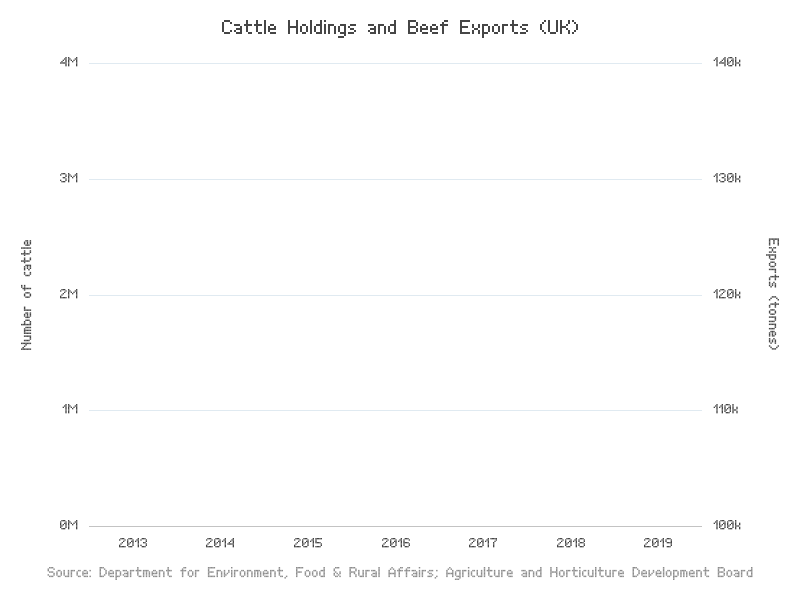 Cattle Holdings and Beef Exports (UK)
4M
140k
3M
130k
Number of cattle
Exports (tonnes)
2M
120k
1M
110k
0M
100k
2013 2014 2015 2016 2017 2018 2019
Source: Department for Environment, Food & Rural Affairs; Agriculture and Horticulture Development Board